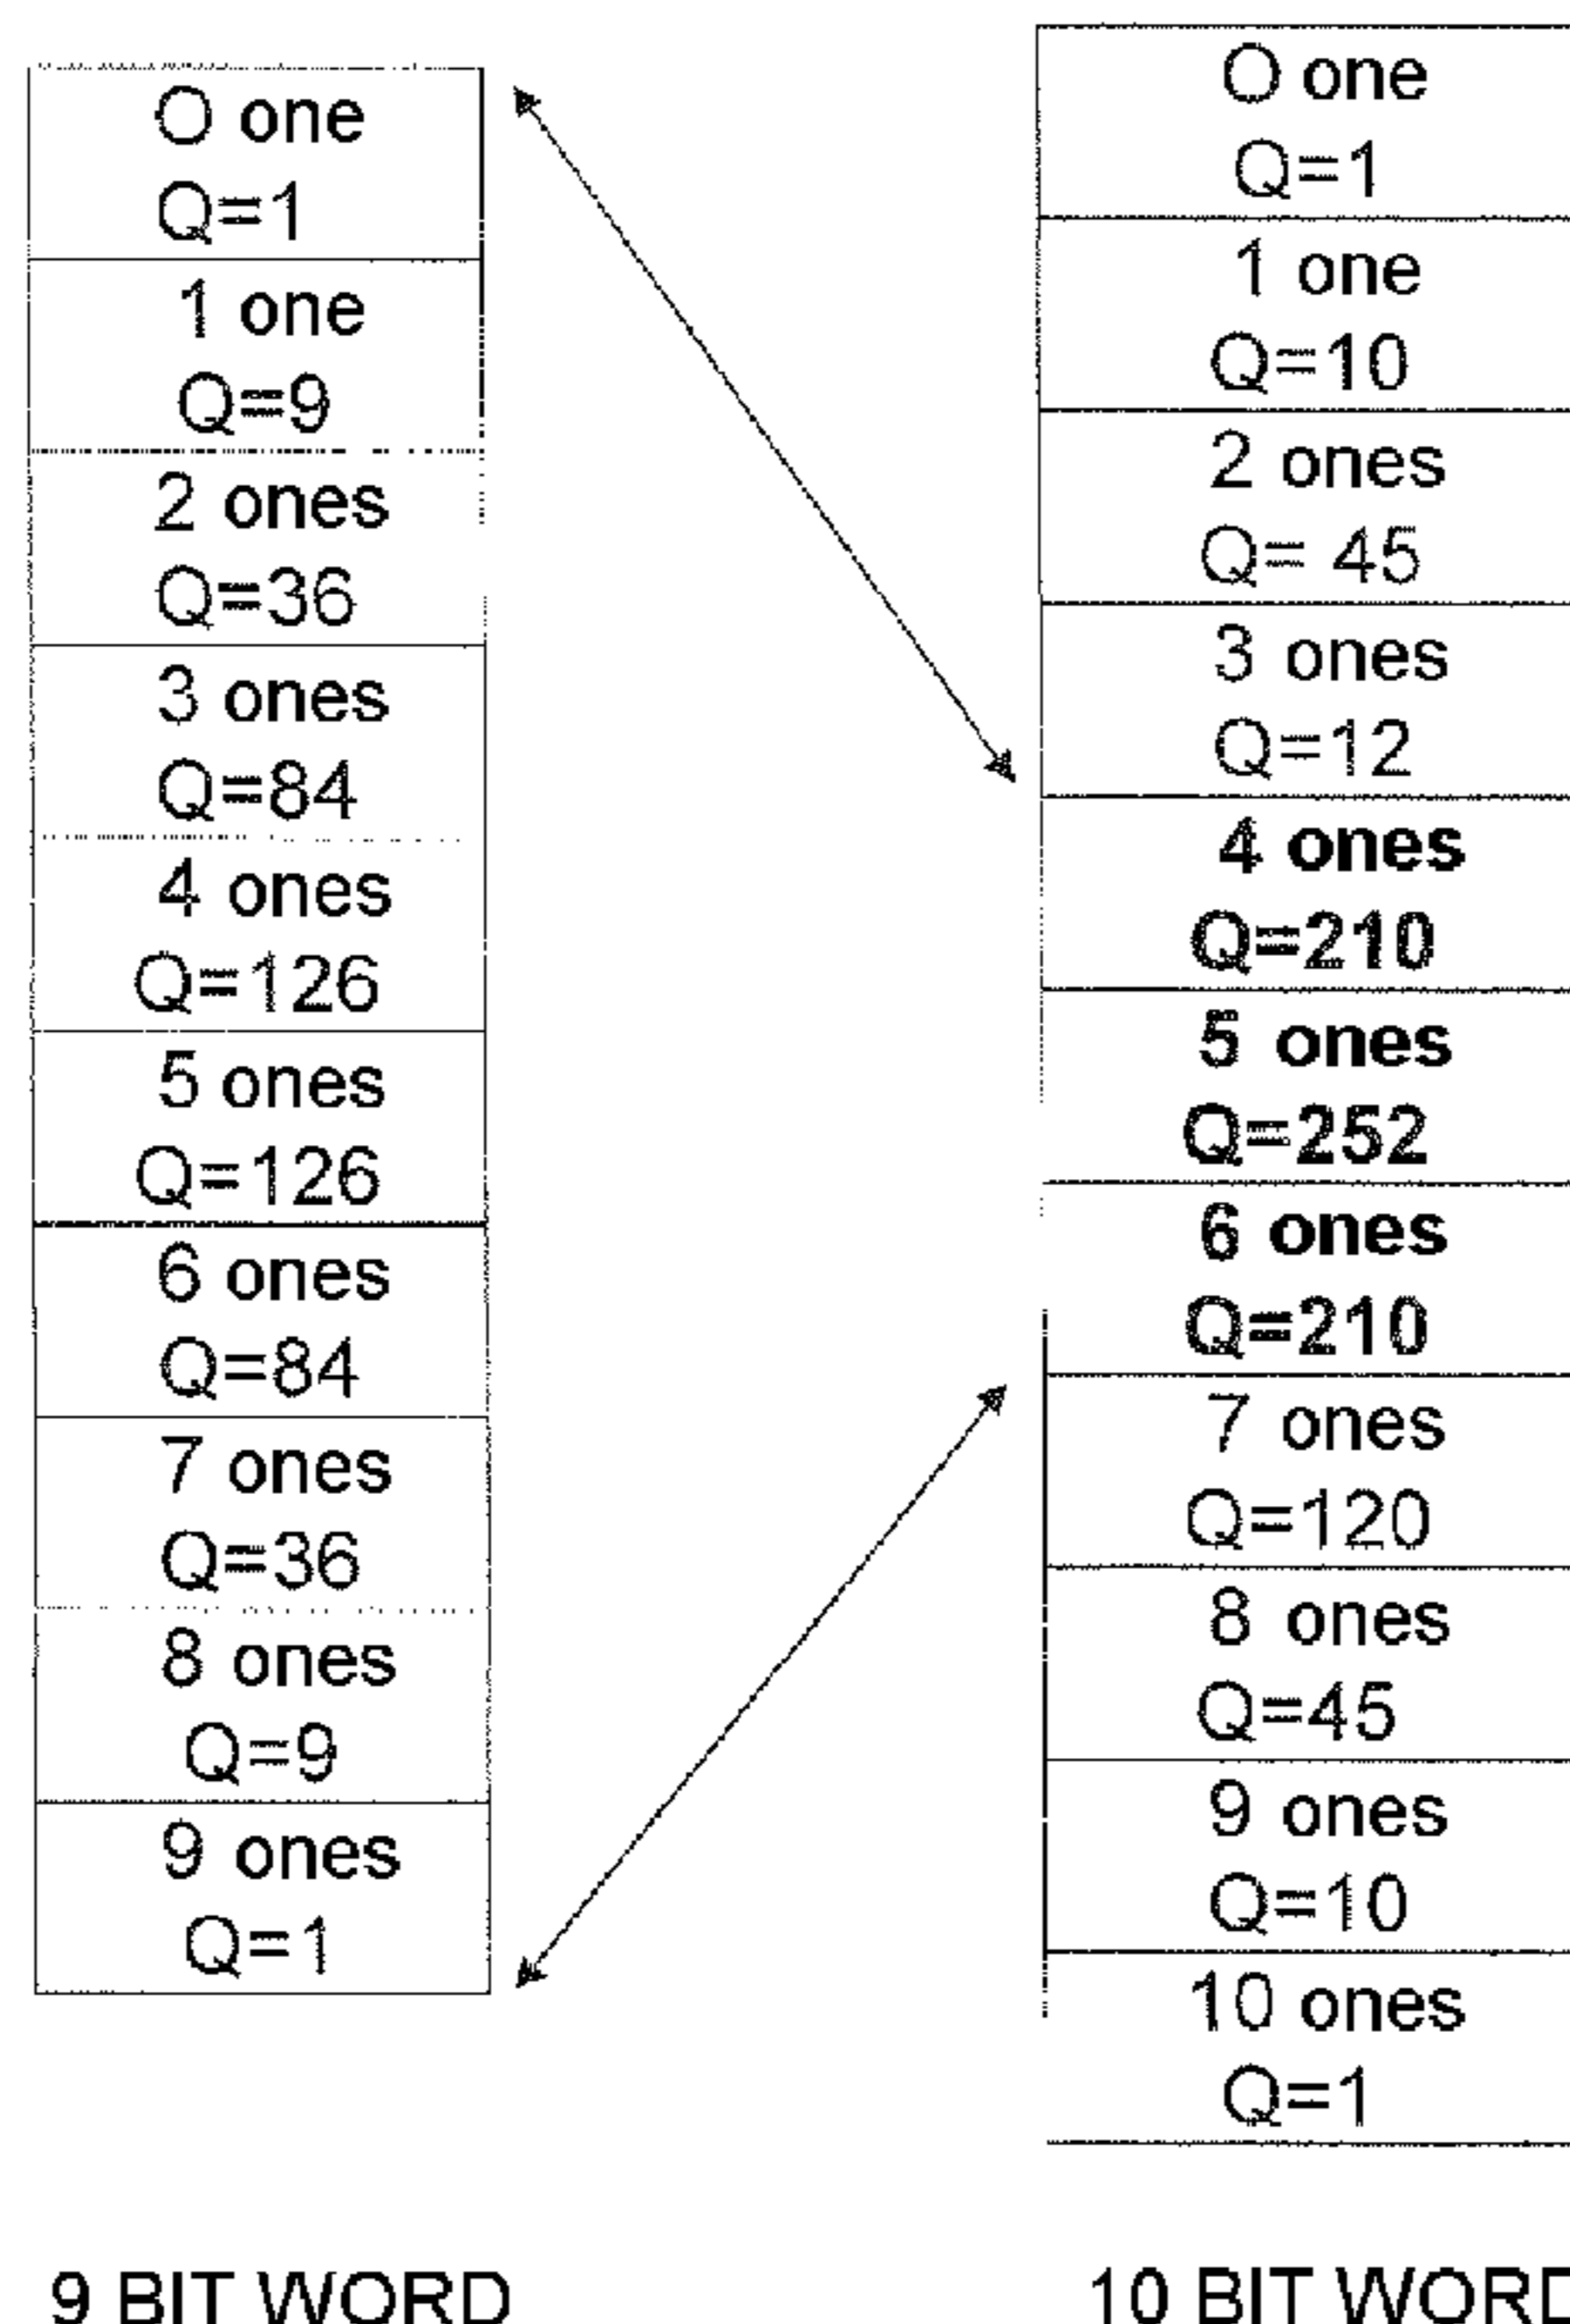 O one
Q=1
1 one
Q=9
2 ones
Q=36
3 ones
Q=84
4 ones
Q=126
5 ones
Q=126
6 ones
Q=84
7 ones
Q=36
8 ones
Q=9
9 ones
Q=1
9 BIT WORD
O one
Q=1
1 one
Q=10
2 ones
Q= 45
3 ones
Q=12
4 ones
Q=210
5 ones
Q=252
6 ones
Q=210
7 ones
Q=120
8 ones
Q=45
9 ones
Q=10
10 ones
Q=1
10 BIT WORD